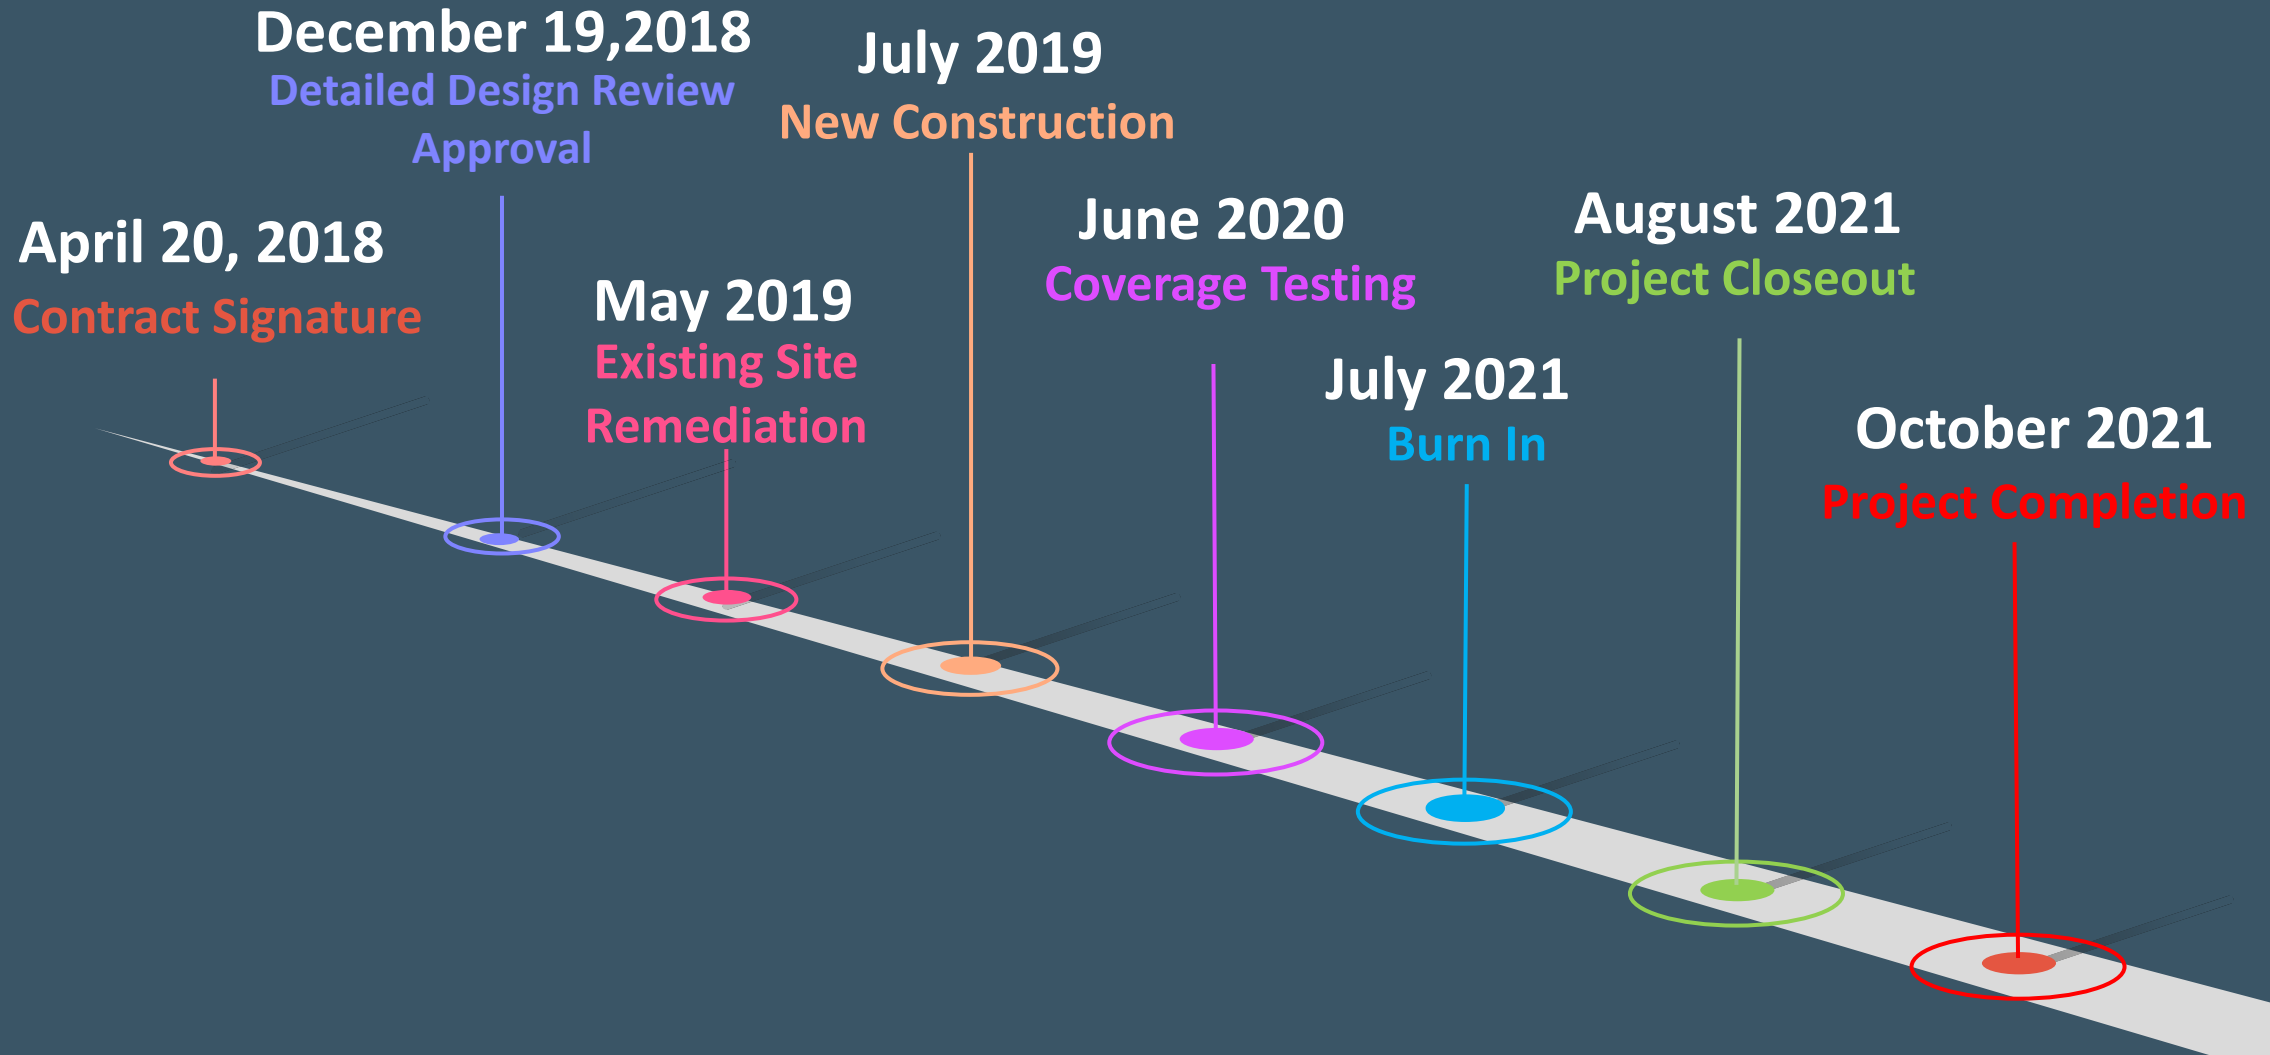 December 19,2018
Detailed Design Review
Approval
July 2019
New Construction
April 20, 2018
Contract Signature
May 2019
Existing Site
Remediation
June 2020
Coverage Testing
August 2021
Project Closeout
July 2021
Burn In
October 2021
Project Completion